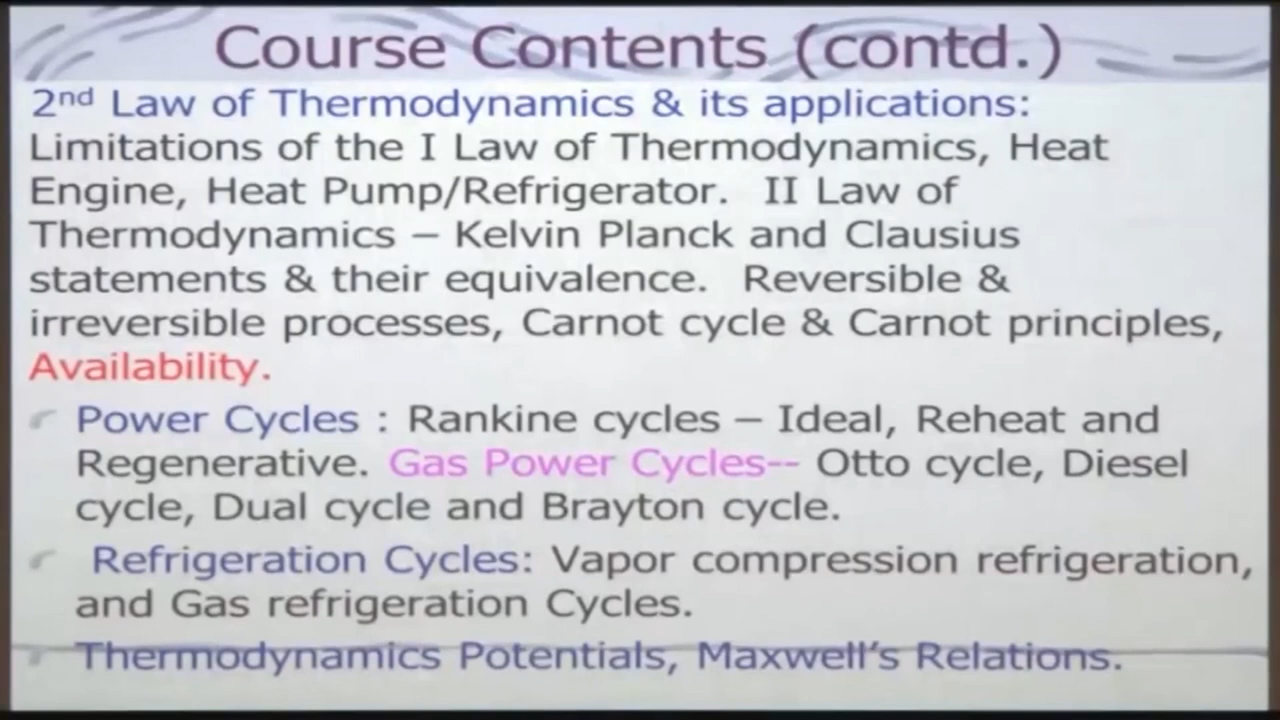 Course Contents (contd.)
2nd Law of Thermodynamics & its applications:
Limitations of the I Law of Thermodynamics, Heat
Engine, Heat Pump/Refrigerator. II Law of
Thermodynamics – Kelvin Planck and Clausius
statements & their equivalence. Reversible &
irreversible processes, Carnot cycle & Carnot principles,
Availability.
Power Cycles : Rankine cycles – Ideal, Reheat and
Regenerative. Gas Power Cycles-- Otto cycle, Diesel
cycle, Dual cycle and Brayton cycle.
Refrigeration Cycles: Vapor compression refrigeration,
and Gas refrigeration Cycles.
Thermodynamics Potentials, Maxwell’s Relations.